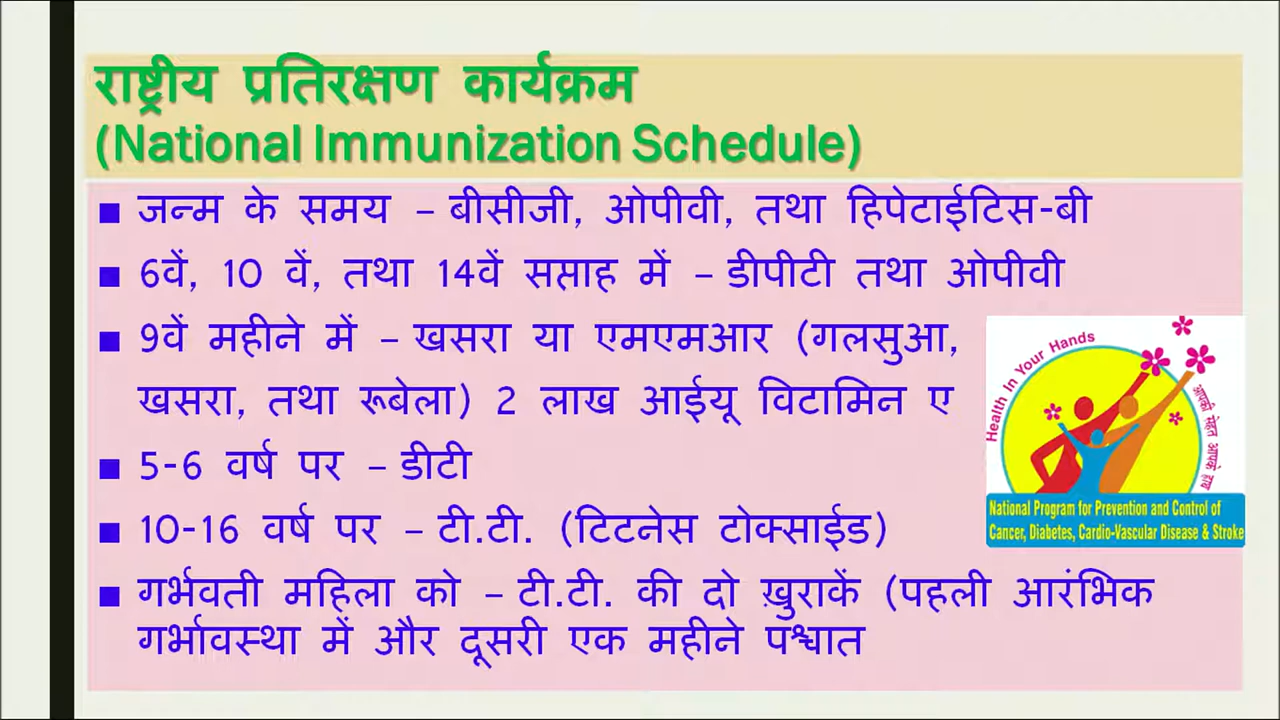 राष्ट्रीय प्रतिरक्षण कार्यक्रम
(National Immunization Schedule)
■ जन्म के समय – बीसीजी, ओपीवी, तथा हिपेटाईटिस-बी
■ 6वें, 10 वें, तथा 14वें सप्ताह में – डीपीटी तथा ओपीवी
■ 9वें महीने में – खसरा या एमएमआर (गलसुआ,
खसरा, तथा रूबेला) 2 लाख आईयू विटामिन ए
■ 5-6 वर्ष पर – डीटी
■ 10-16 वर्ष पर – टी.टी. (टिटनेस टोक्साईड)
■ गर्भवती महिला को – टी.टी. की दो ख़ुराकें (पहली आरंभिक
गर्भावस्था में और दूसरी एक महीने पश्चात
Health In Your Hands
आपकी सेहत आपके हाथ
National Program for Prevention and Control of
Cancer, Diabetes, Cardio-Vascular Disease & Stroke